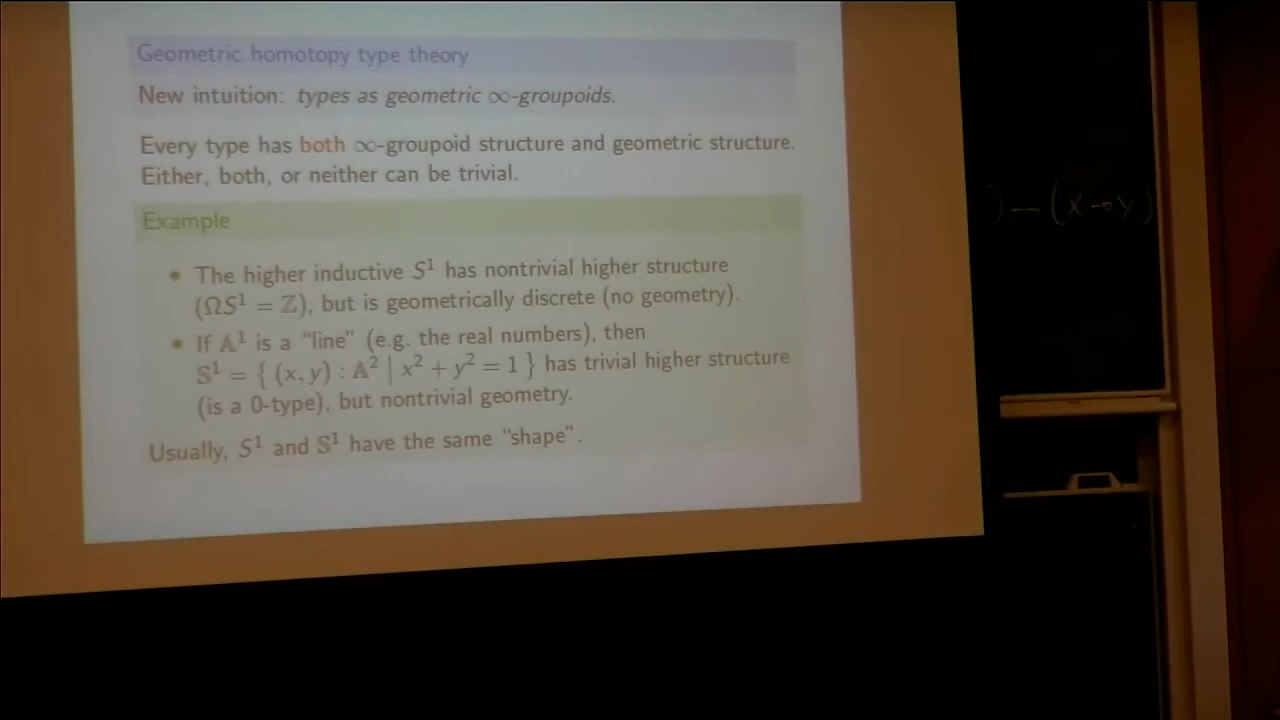 Geometric homotopy type theory
New intuition: types as geometric ∞-groupoids.
Every type has both ∞-groupoid structure and geometric structure.
Either, both, or neither can be trivial.
Example
• The higher inductive S¹ has nontrivial higher structure
(ΩS¹ = ℤ), but is geometrically discrete (no geometry).
• If 𝔸¹ is a "line" (e.g. the real numbers), then
𝕊¹ = { (x, y) : 𝔸² | x² + y² = 1 } has trivial higher structure
(is a 0-type), but nontrivial geometry.
Usually, S¹ and 𝕊¹ have the same "shape".
) — (X → Y)